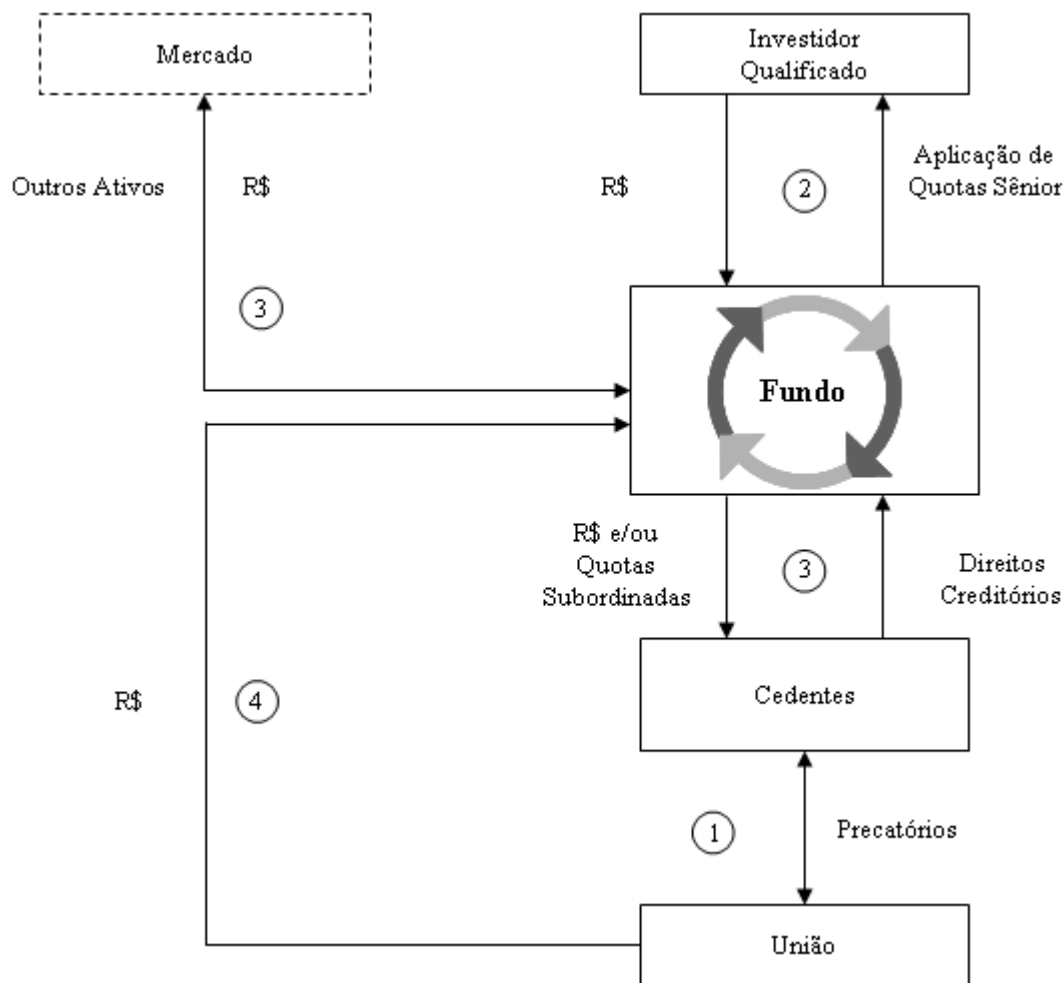 Mercado
Investidor
Qualificado
Outros Ativos
R$
R$
2
Aplicação de
Quotas Sênior
3
Fundo
R$ e/ou
Quotas
Subordinadas
3
Direitos
Creditórios
R$
4
Cedentes
1
Precatórios
União